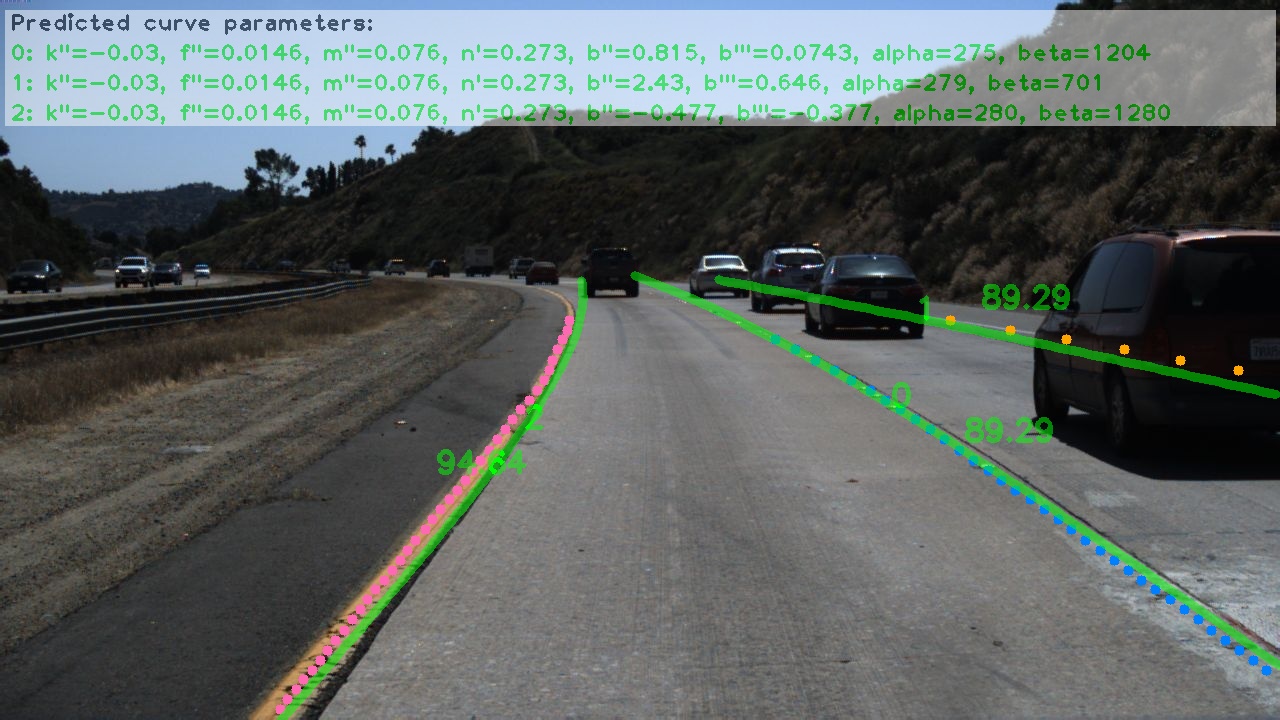 Predicted curve parameters:
0: k''=-0.03, f''=0.0146, m''=0.076, n'=0.273, b''=0.815, b'''=0.0743, alpha=275, beta=1204
1: k''=-0.03, f''=0.0146, m''=0.076, n'=0.273, b''=2.43, b'''=0.646, alpha=279, beta=701
2: k''=-0.03, f''=0.0146, m''=0.076, n'=0.273, b''=-0.477, b'''=-0.377, alpha=280, beta=1280
1
89.29
0
89.29
2
94.64